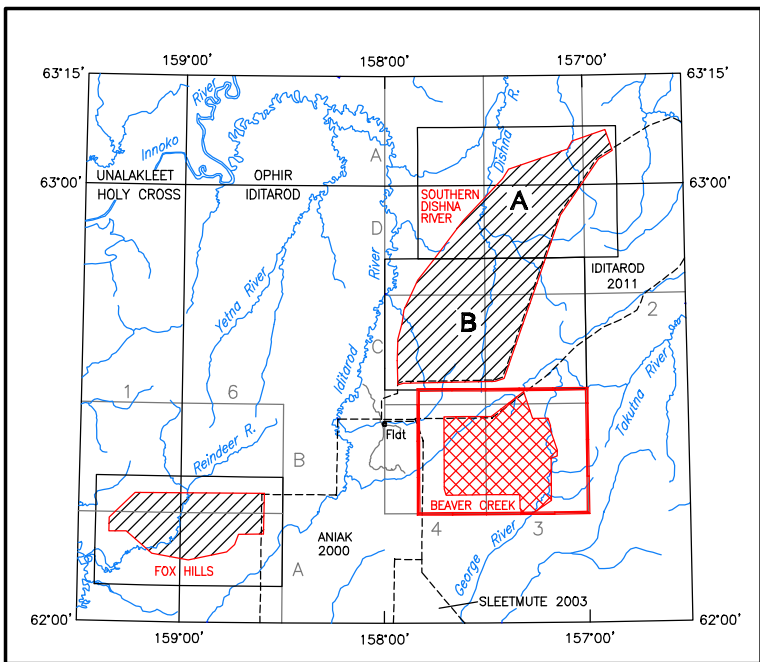 159°00'
158°00'
157°00'
63°15'
63°15'
River
R.
Innoko
Dishna
A
UNALAKLEET
OPHIR
HOLY CROSS
IDITAROD
63°00'
63°00'
SOUTHERN
DISHNA
RIVER
A
D
River
Yetna River
IDITAROD
2011
2
B
C
Iditarod
Takutna River
1
6
Flat
Reindeer R.
B
BEAVER CREEK
4
3
ANIAK
2000
George River
A
FOX HILLS
SLEETMUTE 2003
62°00'
62°00'
159°00'
158°00'
157°00'